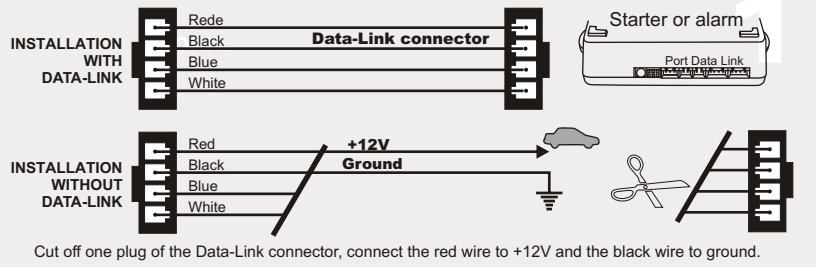 INSTALLATION
WITH
DATA-LINK
Rede
Black
Blue
White
Data-Link connector
Starter or alarm
1
Port Data Link
INSTALLATION
WITHOUT
DATA-LINK
Red
Black
Blue
White
+12V
Ground
Cut off one plug of the Data-Link connector, connect the red wire to +12V and the black wire to ground.